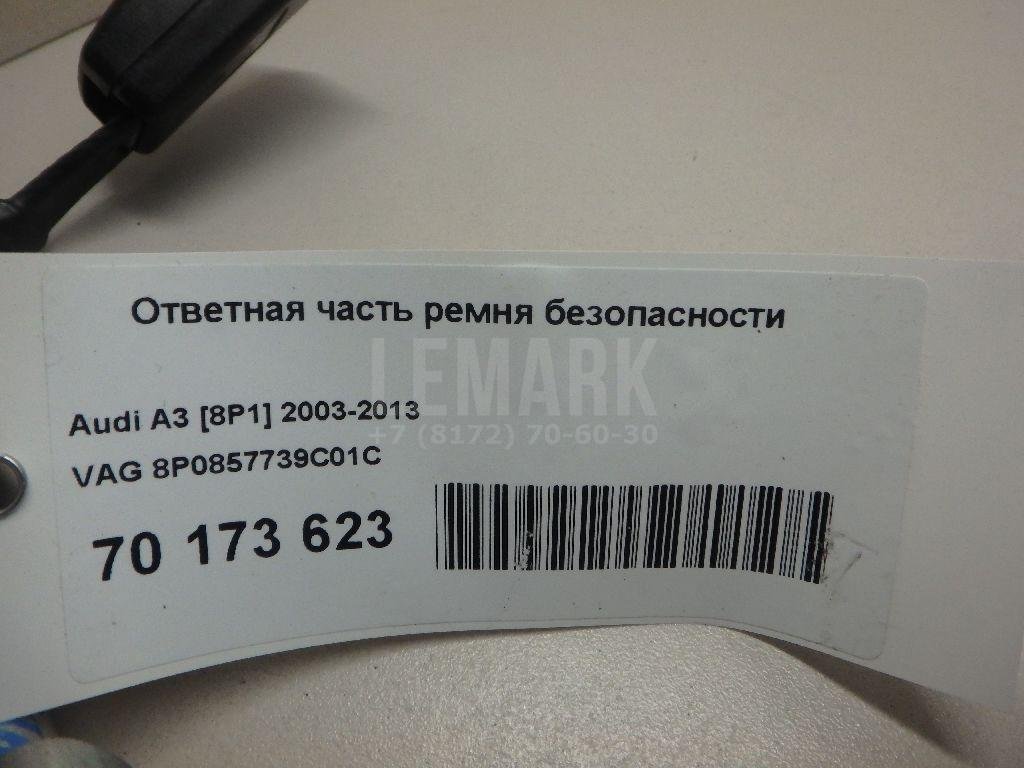 Ответная часть ремня безопасности
LEMARK
+7 (8172) 70-60-30
Audi A3 [8P1] 2003-2013
VAG 8P0857739C01C
70 173 623